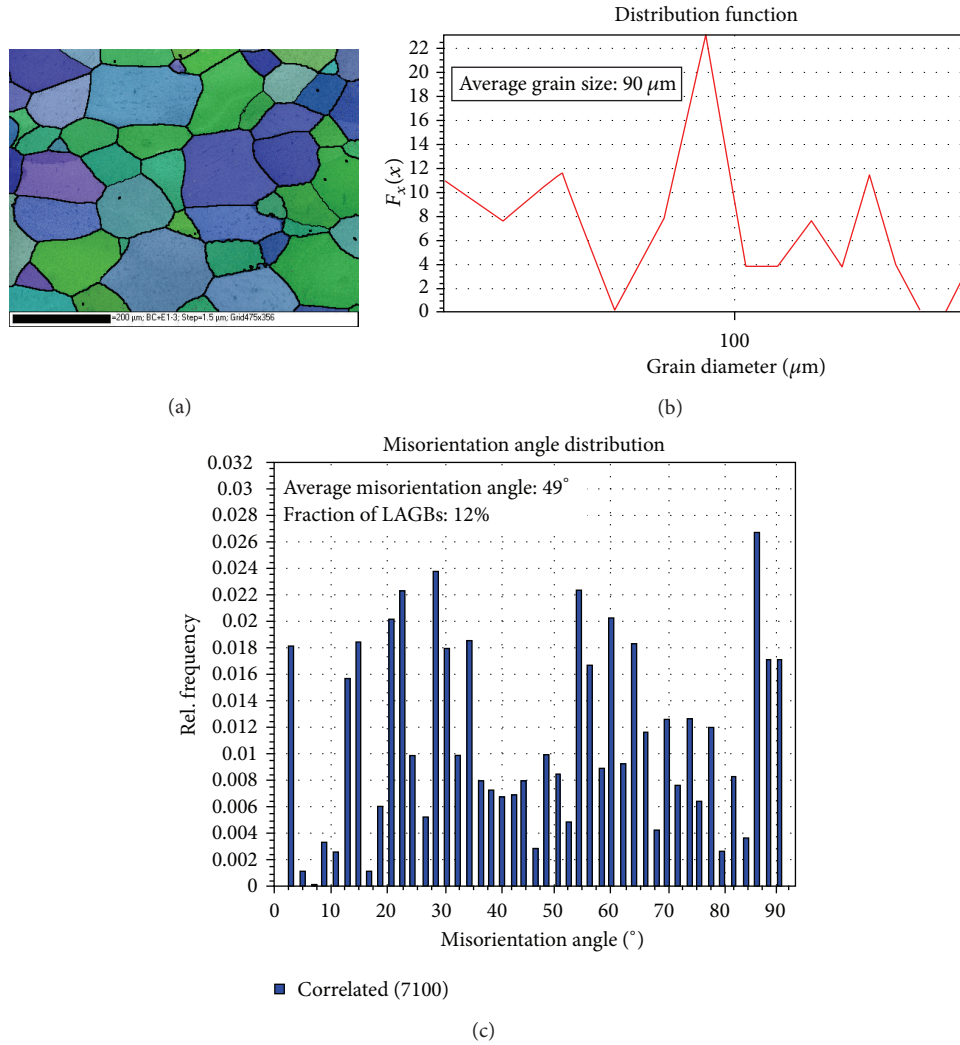 =200 µm; BC+E1-3; Step=1.5 µm; Grid475x356
(a)
Distribution function
Average grain size: 90 µm
22
20
18
16
14
12
10
8
6
4
2
0
F_x(x)
100
Grain diameter (µm)
(b)
Misorientation angle distribution
Average misorientation angle: 49°
Fraction of LAGBs: 12%
0.032
0.03
0.028
0.026
0.024
0.022
0.02
0.018
0.016
0.014
0.012
0.01
0.008
0.006
0.004
0.002
0
Rel. frequency
0 10 20 30 40 50 60 70 80 90
Misorientation angle (°)
Correlated (7100)
(c)